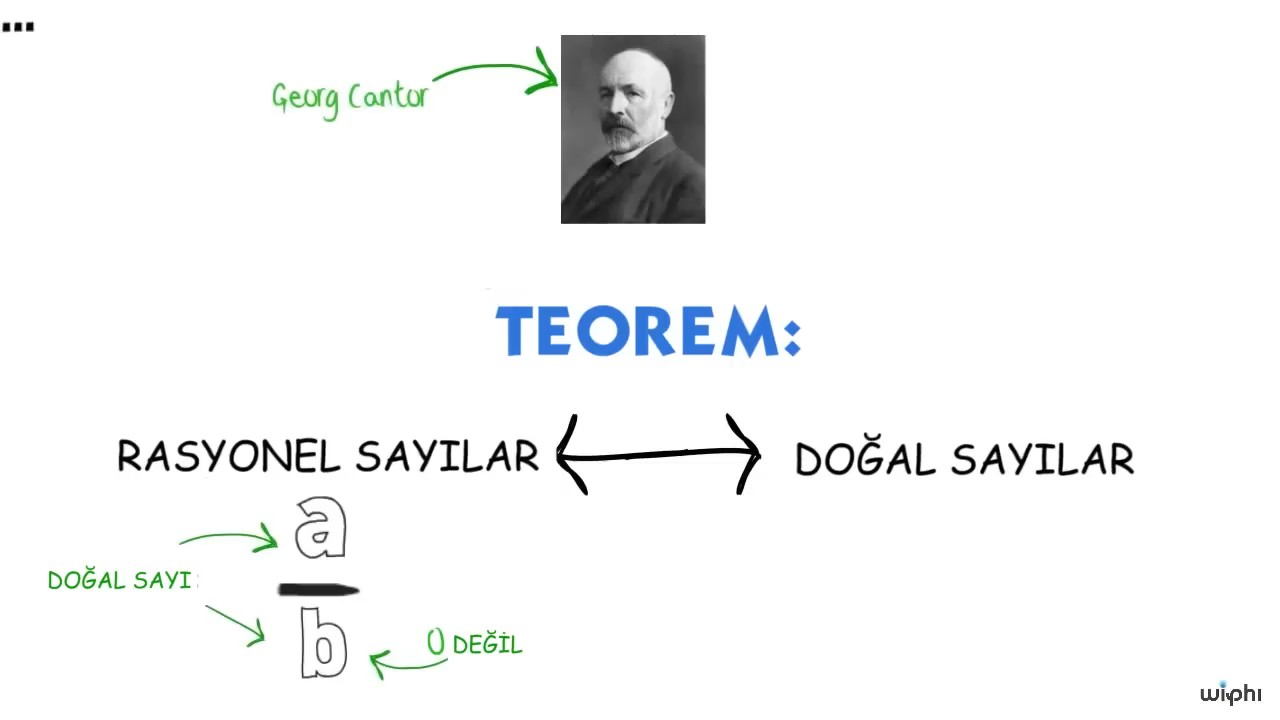 Georg Cantor
TEOREM:
RASYONEL SAYILAR
DOĞAL SAYILAR
a
DOĞAL SAYI
b
0 DEĞİL
wiphi